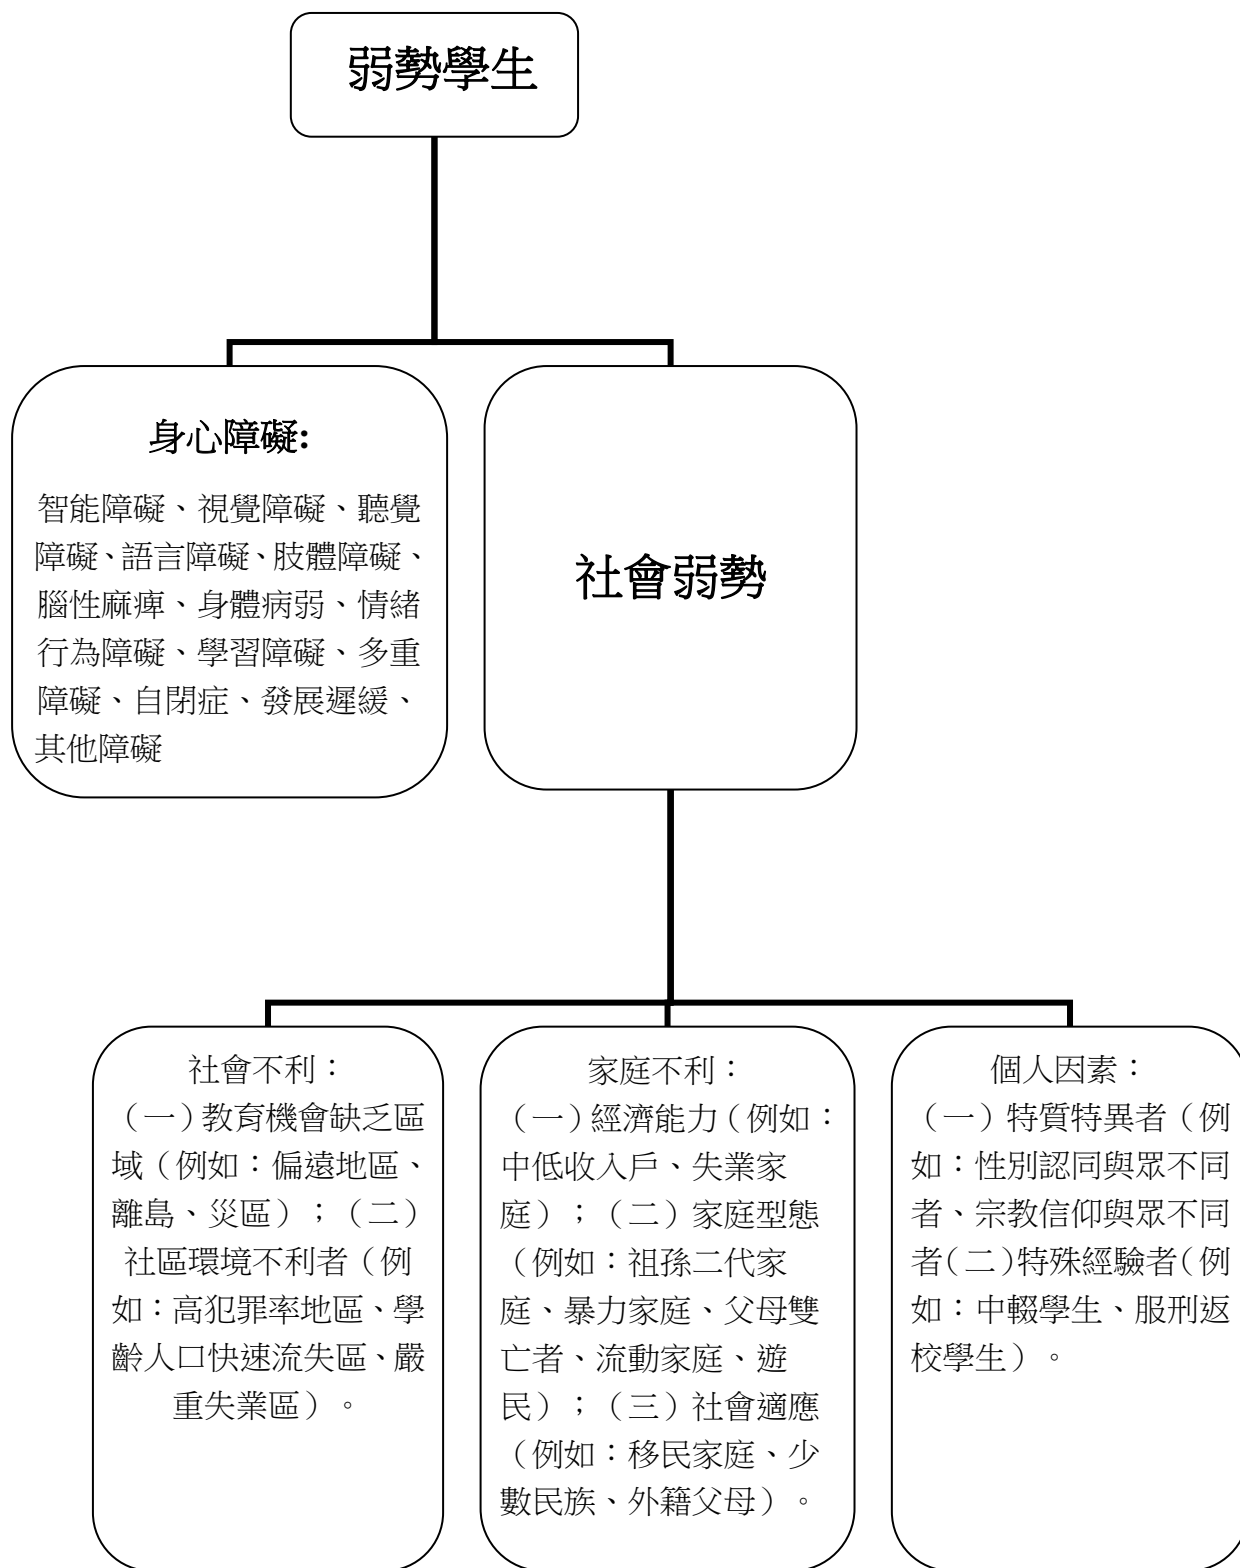 弱勢學生
身心障礙:
智能障礙、視覺障礙、聽覺
障礙、語言障礙、肢體障礙、
腦性麻痺、身體病弱、情緒
行為障礙、學習障礙、多重
障礙、自閉症、發展遲緩、
其他障礙
社會弱勢
社會不利：
（一）教育機會缺乏區
域（例如：偏遠地區、
離島、災區）；（二）
社區環境不利者（例
如：高犯罪率地區、學
齡人口快速流失區、嚴
重失業區）。
家庭不利：
（一）經濟能力（例如：
中低收入戶、失業家
庭）；（二）家庭型態
（例如：祖孫二代家
庭、暴力家庭、父母雙
亡者、流動家庭、遊
民）；（三）社會適應
（例如：移民家庭、少
數民族、外籍父母）。
個人因素：
（一）特質特異者（例
如：性別認同與眾不同
者、宗教信仰與眾不同
者（二）特殊經驗者（例
如：中輟學生、服刑返
校學生）。